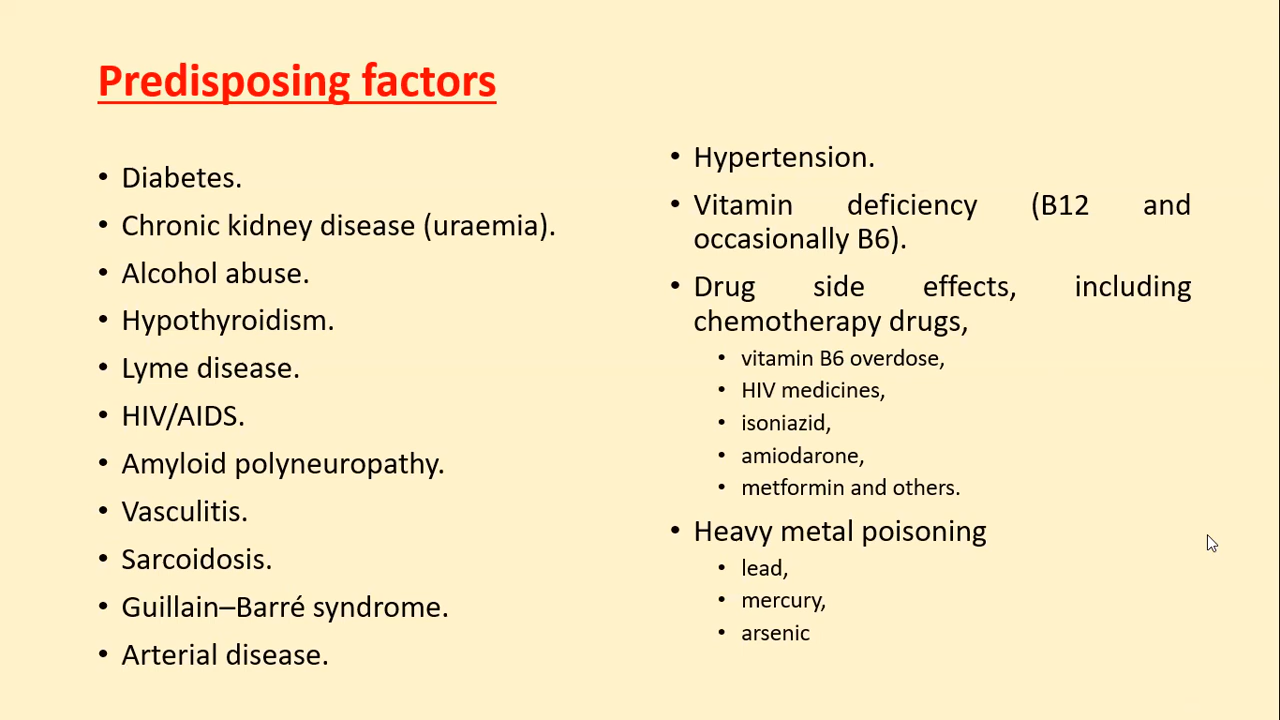 Predisposing factors
• Diabetes.
• Chronic kidney disease (uraemia).
• Alcohol abuse.
• Hypothyroidism.
• Lyme disease.
• HIV/AIDS.
• Amyloid polyneuropathy.
• Vasculitis.
• Sarcoidosis.
• Guillain–Barré syndrome.
• Arterial disease.
• Hypertension.
• Vitamin deficiency (B12 and
occasionally B6).
• Drug side effects, including
chemotherapy drugs,
• vitamin B6 overdose,
• HIV medicines,
• isoniazid,
• amiodarone,
• metformin and others.
• Heavy metal poisoning
• lead,
• mercury,
• arsenic